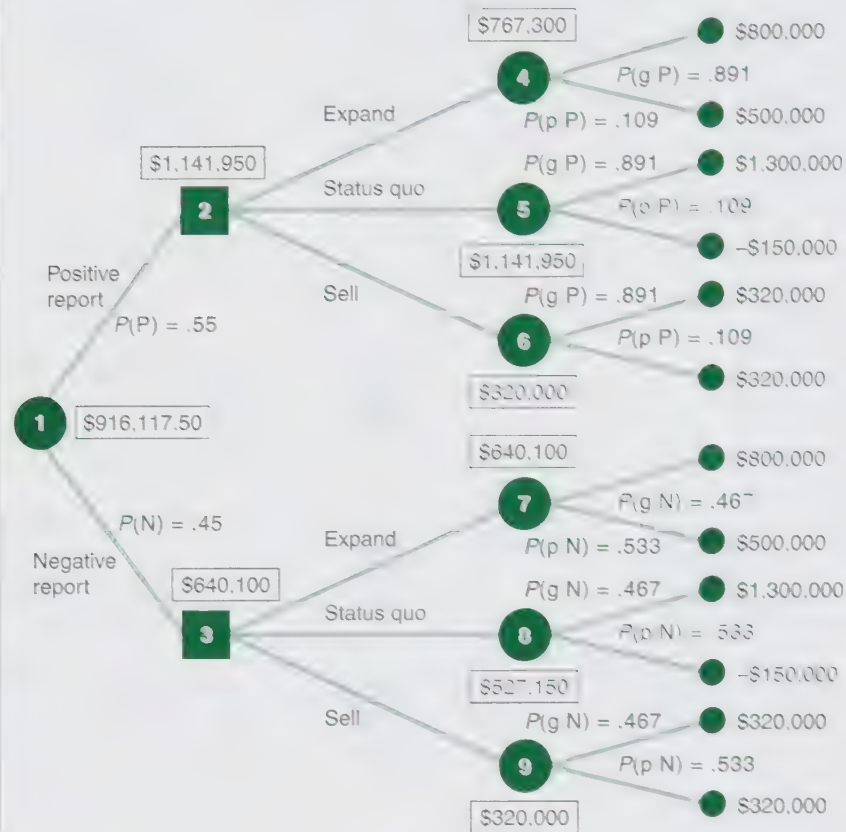 $767.300
$800.000
4
P(g P) = .891
Expand
P(p P) = .109
$500.000
$1.141.950
P(g P) = .891
$1.300.000
2
Status quo
5
P(p P) = .109
$1.141.950
-$150.000
Positive
report
Sell
P(g P) = .891
$320.000
P(P) = .55
6
P(p P) = .109
$320.000
$320.000
1
$916.117.50
$640.100
$800.000
7
P(g N) = .467
P(N) = .45
Expand
P(p N) = .533
$500.000
Negative
report
$640.100
P(g N) = .467
$1.300.000
Status quo
3
8
P(p N) = .533
$527.150
-$150.000
Sell
P(g N) = .467
$320.000
9
P(p N) = .533
$320.000
$320.000